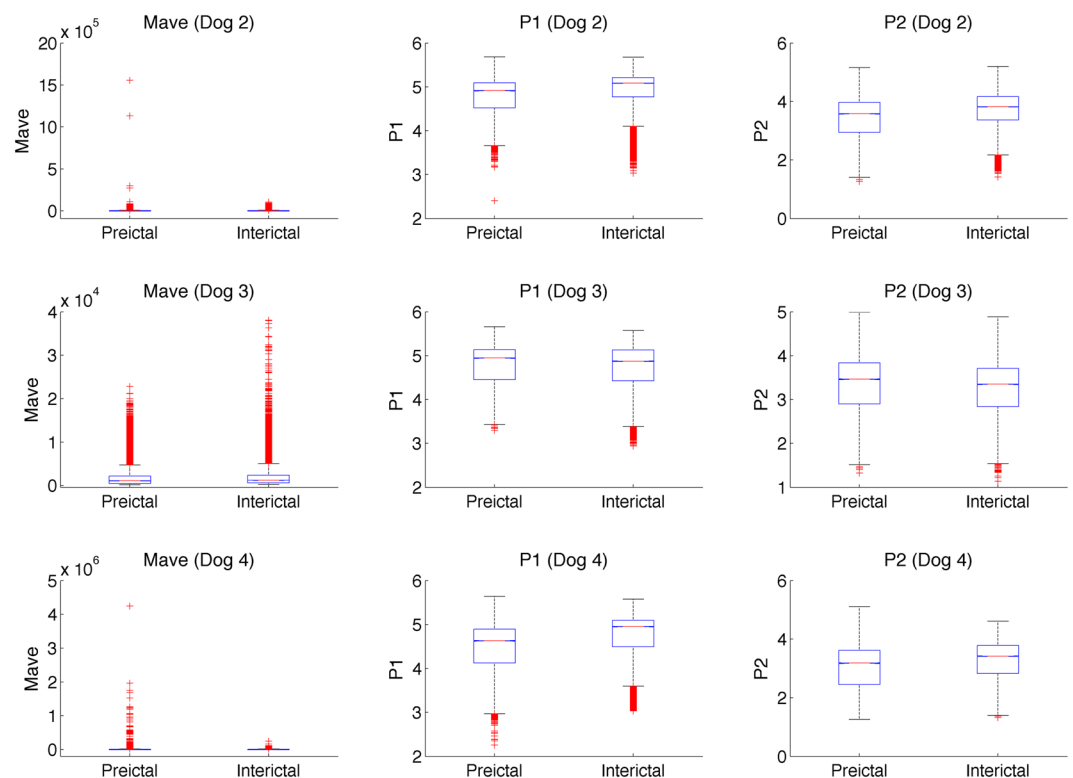 Mave (Dog 2)
x 10^5
20
15
10
5
0
Mave
Preictal
Interictal
P1 (Dog 2)
6
5
4
3
2
P1
Preictal
Interictal
P2 (Dog 2)
6
4
2
0
P2
Preictal
Interictal
Mave (Dog 3)
x 10^4
4
3
2
1
0
Mave
Preictal
Interictal
P1 (Dog 3)
6
5
4
3
2
P1
Preictal
Interictal
P2 (Dog 3)
5
4
3
2
1
P2
Preictal
Interictal
Mave (Dog 4)
x 10^6
5
4
3
2
1
0
Mave
Preictal
Interictal
P1 (Dog 4)
6
5
4
3
2
P1
Preictal
Interictal
P2 (Dog 4)
6
4
2
0
P2
Preictal
Interictal